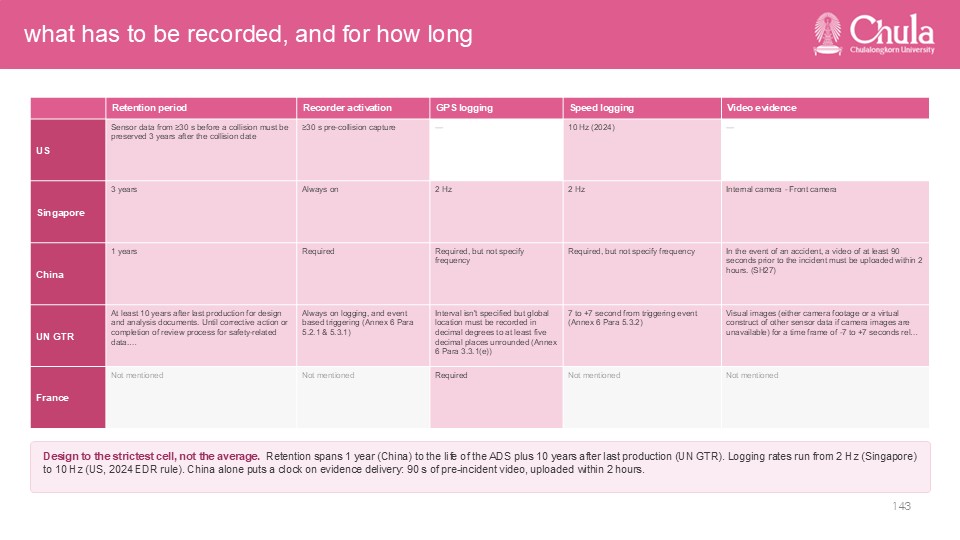 what has to be recorded, and for how long
Chula
Chulalongkorn University
Retention period
Recorder activation
GPS logging
Speed logging
Video evidence
US
Sensor data from ≥30 s before a collision must be
preserved 3 years after the collision date
≥30 s pre-collision capture
—
10 Hz (2024)
—
Singapore
3 years
Always on
2 Hz
2 Hz
Internal camera - Front camera
China
1 years
Required
Required, but not specify
frequency
Required, but not specify frequency
In the event of an accident, a video of at least 90
seconds prior to the incident must be uploaded within 2
hours. (SH27)
UN GTR
At least 10 years after last production for design
and analysis documents. Until corrective action or
completion of review process for safety-related
data....
Always on logging, and event
based triggering (Annex 6 Para
5.2.1 & 5.3.1)
Interval isn't specified but global
location must be recorded in
decimal degrees to at least five
decimal places unrounded (Annex
6 Para 3.3.1(e))
7 to +7 second from triggering event
(Annex 6 Para 5.3.2)
Visual images (either camera footage or a virtual
construct of other sensor data if camera images are
unavailable) for a time frame of -7 to +7 seconds rel...
France
Not mentioned
Not mentioned
Required
Not mentioned
Not mentioned
Design to the strictest cell, not the average. Retention spans 1 year (China) to the life of the ADS plus 10 years after last production (UN GTR). Logging rates run from 2 Hz (Singapore)
to 10 Hz (US, 2024 EDR rule). China alone puts a clock on evidence delivery: 90 s of pre-incident video, uploaded within 2 hours.
143